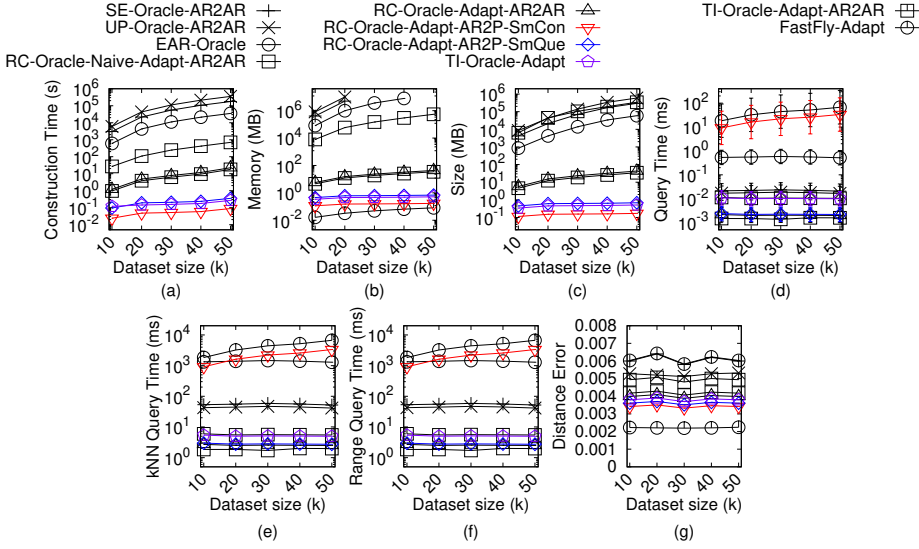 SE-Oracle-AR2AR
UP-Oracle-AR2AR
EAR-Oracle
RC-Oracle-Naive-Adapt-AR2AR
RC-Oracle-Adapt-AR2AR
RC-Oracle-Adapt-AR2P-SmCon
RC-Oracle-Adapt-AR2P-SmQue
TI-Oracle-Adapt
TI-Oracle-Adapt-AR2AR
FastFly-Adapt
Construction Time (s)
10^6
10^5
10^4
10^3
10^2
10^1
10^0
10^-1
10^-2
10 20 30 40 50
Dataset size (k)
(a)
Memory (MB)
10^6
10^4
10^2
10^0
10^-2
10 20 30 40 50
Dataset size (k)
(b)
Size (MB)
10^6
10^5
10^4
10^3
10^2
10^1
10^0
10^-1
10 20 30 40 50
Dataset size (k)
(c)
Query Time (ms)
10^2
10^1
10^0
10^-1
10^-2
10^-3
10 20 30 40 50
Dataset size (k)
(d)
kNN Query Time (ms)
10^4
10^3
10^2
10^1
10^0
10 20 30 40 50
Dataset size (k)
(e)
Range Query Time (ms)
10^4
10^3
10^2
10^1
10^0
10 20 30 40 50
Dataset size (k)
(f)
Distance Error
0.008
0.007
0.006
0.005
0.004
0.003
0.002
0.001
0
10 20 30 40 50
Dataset size (k)
(g)